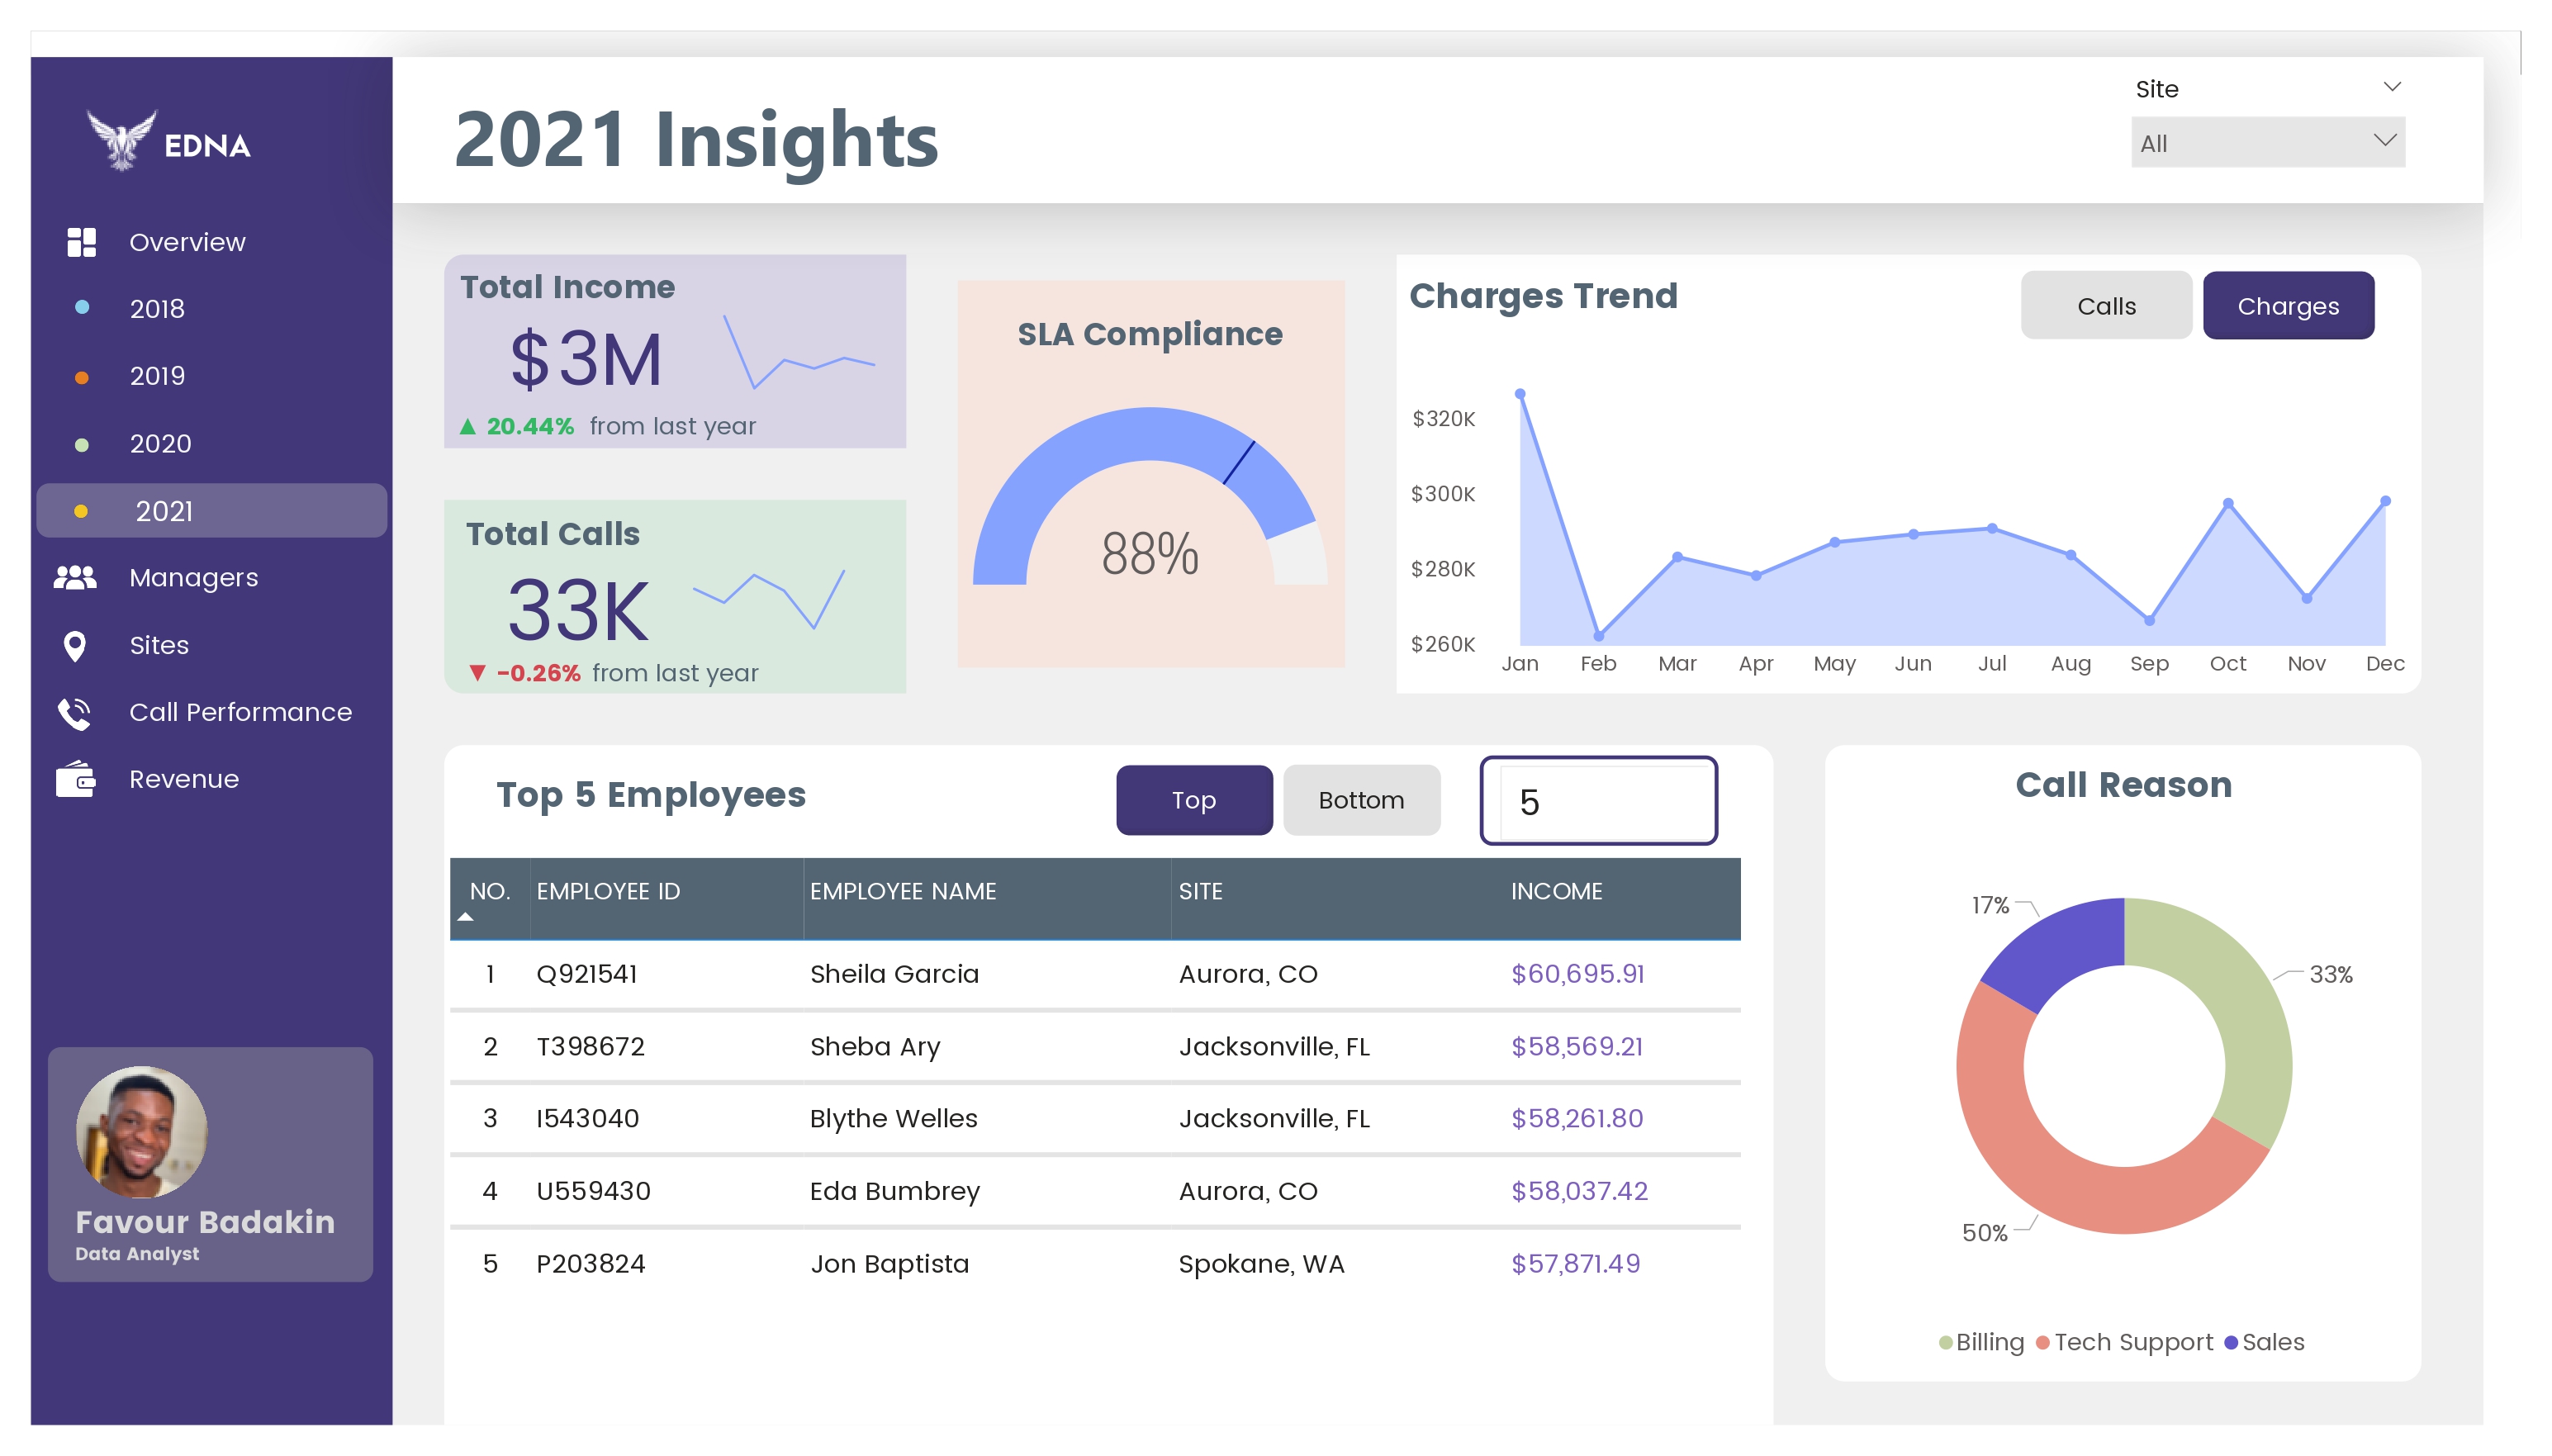 EDNA
Overview
2018
2019
2020
2021
Managers
Sites
Call Performance
Revenue
Favour Badakin
Data Analyst
2021 Insights
Site
All
Total Income
$3M
▲ 20.44% from last year
Total Calls
33K
▼ -0.26% from last year
SLA Compliance
88%
Charges Trend
Calls
Charges
$320K
$300K
$280K
$260K
Jan Feb Mar Apr May Jun Jul Aug Sep Oct Nov Dec
Top 5 Employees
Top
Bottom
5
NO. EMPLOYEE ID EMPLOYEE NAME SITE INCOME
1 Q921541 Sheila Garcia Aurora, CO $60,695.91
2 T398672 Sheba Ary Jacksonville, FL $58,569.21
3 I543040 Blythe Welles Jacksonville, FL $58,261.80
4 U559430 Eda Bumbrey Aurora, CO $58,037.42
5 P203824 Jon Baptista Spokane, WA $57,871.49
Call Reason
17%
33%
50%
Billing Tech Support Sales